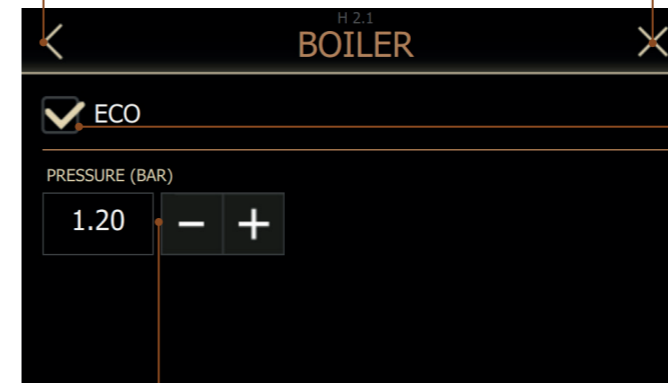 H 2.1
BOILER
ECO
PRESSURE (BAR)
1.20 − +